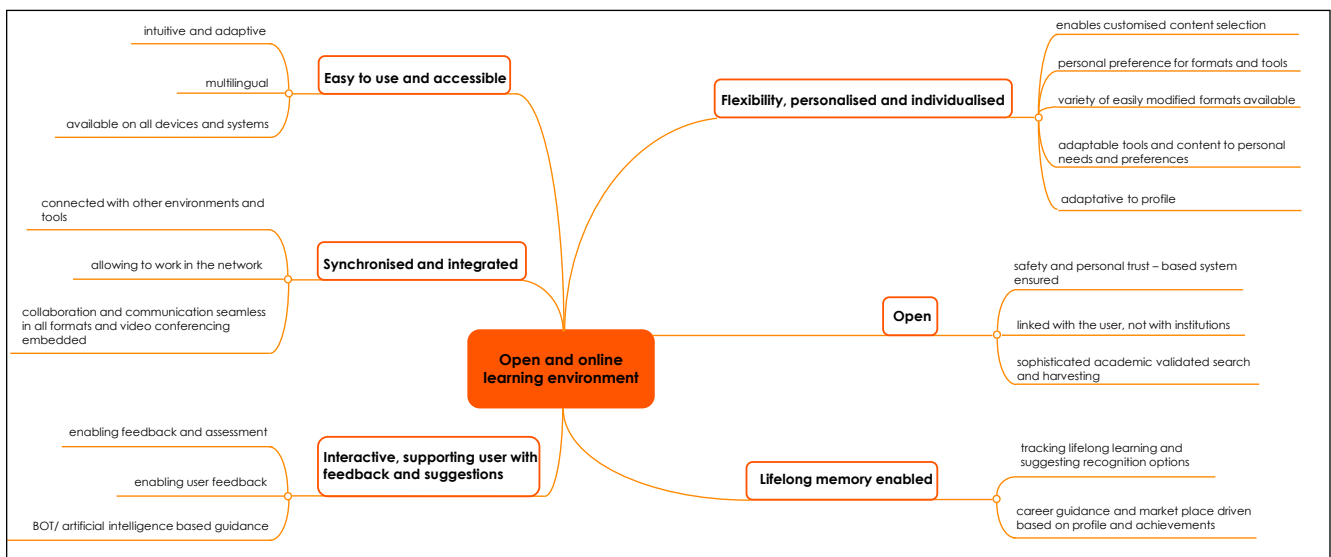 intuitive and adaptive
Easy to use and accessible
multilingual
available on all devices and systems
connected with other environments and
tools
Synchronised and integrated
allowing to work in the network
collaboration and communication seamless
in all formats and video conferencing
embedded
Open and online
learning environment
enabling feedback and assessment
Interactive, supporting user with
feedback and suggestions
enabling user feedback
BOT/ artificial intelligence based guidance
enables customised content selection
personal preference for formats and tools
Flexibility, personalised and individualised
variety of easily modified formats available
adaptable tools and content to personal
needs and preferences
adaptative to profile
safety and personal trust – based system
ensured
Open
linked with the user, not with institutions
sophisticated academic validated search
and harvesting
tracking lifelong learning and
suggesting recognition options
Lifelong memory enabled
career guidance and market place driven
based on profile and achievements